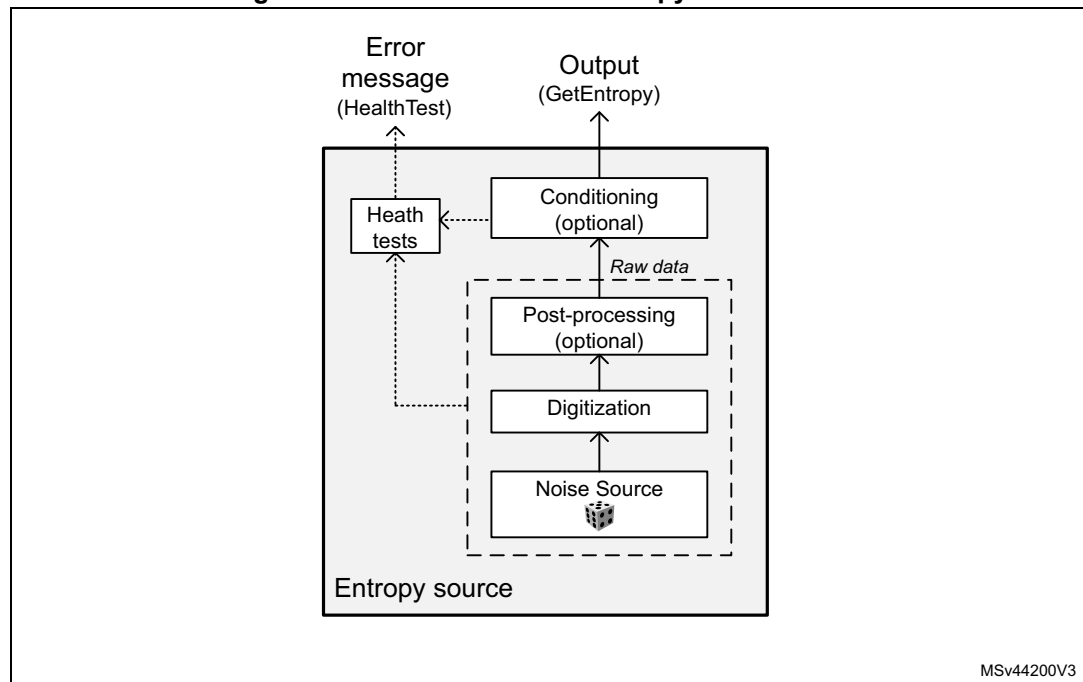 Error
message
(HealthTest)
Output
(GetEntropy)
Conditioning
(optional)
Heath
tests
Raw data
Post-processing
(optional)
Digitization
Noise Source
Entropy source
MSv44200V3